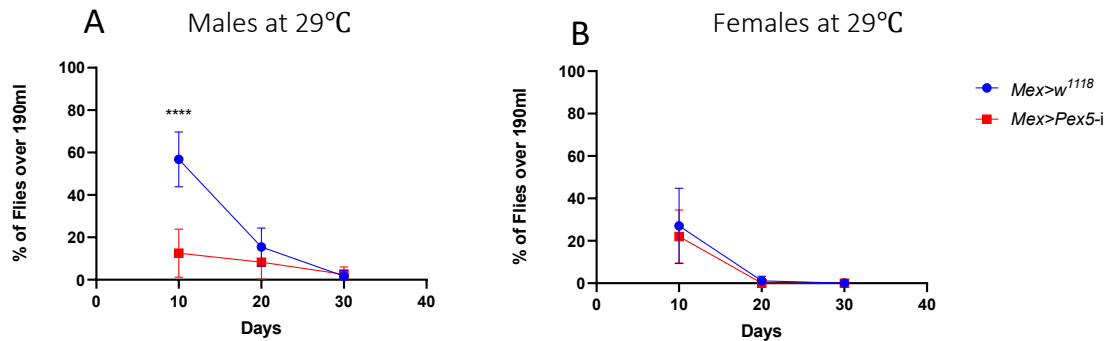 A
Males at 29℃
% of Flies over 190ml
100
80
60
40
20
0
****
0
10
20
30
40
Days
B
Females at 29℃
% of Flies over 190ml
100
80
60
40
20
0
0
10
20
30
40
Days
Mex>w¹¹¹⁸
Mex>Pex5-i